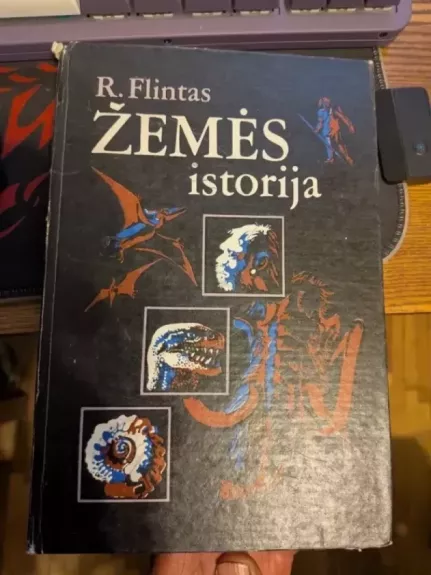 R. Flintas
ŽEMĖS
istorija